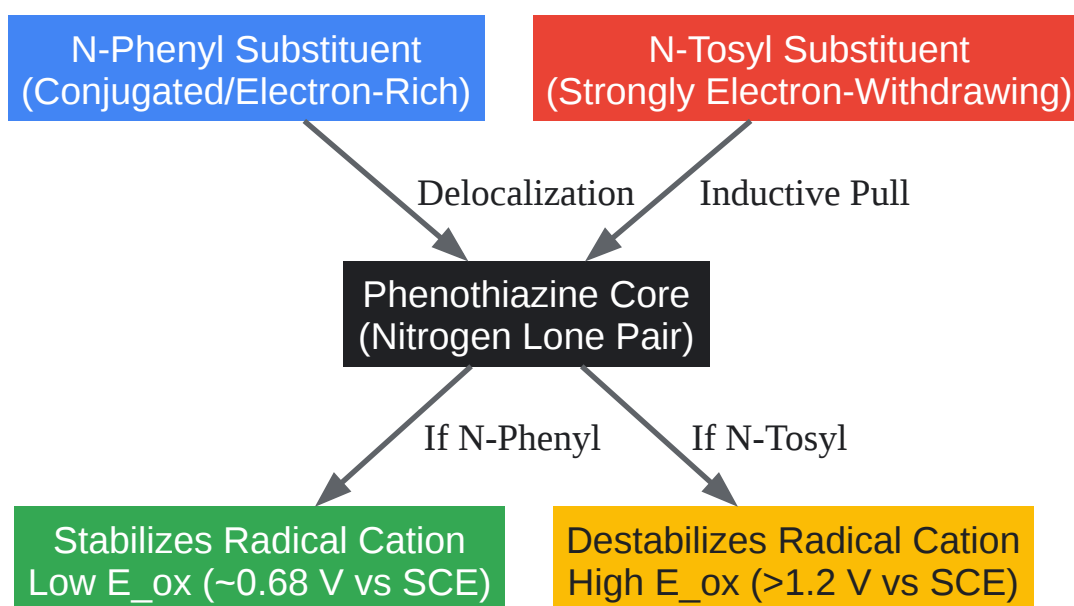 N-Phenyl Substituent
(Conjugated/Electron-Rich)
N-Tosyl Substituent
(Strongly Electron-Withdrawing)
Delocalization
Inductive Pull
Phenothiazine Core
(Nitrogen Lone Pair)
If N-Phenyl
If N-Tosyl
Stabilizes Radical Cation
Low E_ox (~0.68 V vs SCE)
Destabilizes Radical Cation
High E_ox (>1.2 V vs SCE)